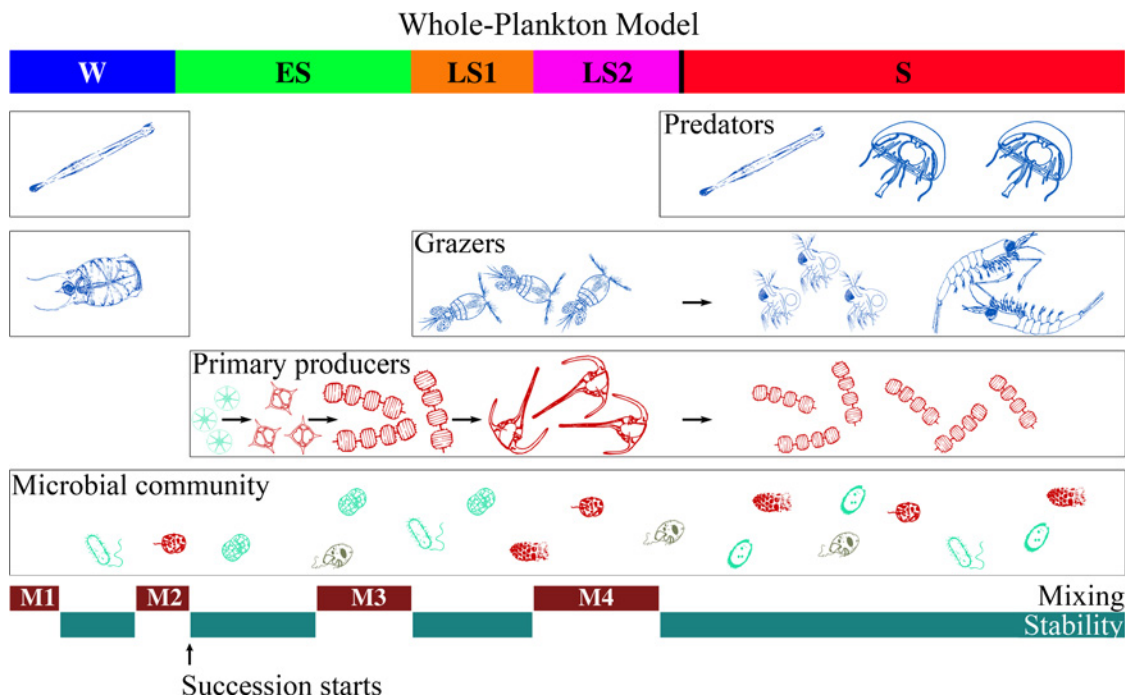 Whole-Plankton Model
W ES LS1 LS2 S
Predators
Grazers
Primary producers
Microbial community
M1 M2 M3 M4 Mixing
Stability
Succession starts